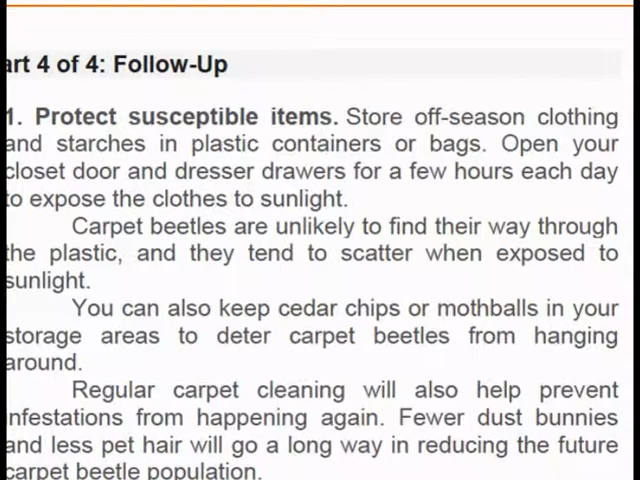 art 4 of 4: Follow-Up
1. Protect susceptible items. Store off-season clothing
and starches in plastic containers or bags. Open your
closet door and dresser drawers for a few hours each day
to expose the clothes to sunlight.
Carpet beetles are unlikely to find their way through
the plastic, and they tend to scatter when exposed to
sunlight.
You can also keep cedar chips or mothballs in your
storage areas to deter carpet beetles from hanging
around.
Regular carpet cleaning will also help prevent
nfestations from happening again. Fewer dust bunnies
and less pet hair will go a long way in reducing the future
carpet beetle population.